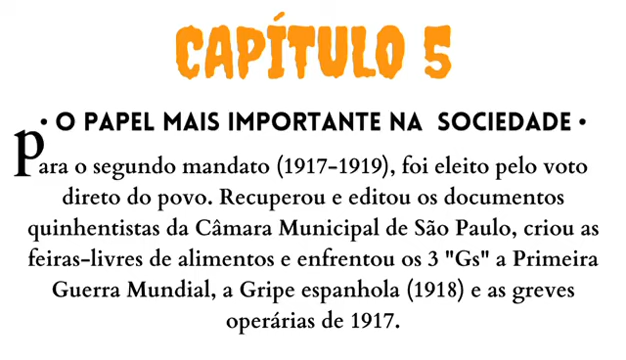 CAPÍTULO 5
• O PAPEL MAIS IMPORTANTE NA SOCIEDADE •
Para o segundo mandato (1917-1919), foi eleito pelo voto
direto do povo. Recuperou e editou os documentos
quinhentistas da Câmara Municipal de São Paulo, criou as
feiras-livres de alimentos e enfrentou os 3 "Gs" a Primeira
Guerra Mundial, a Gripe espanhola (1918) e as greves
operárias de 1917.